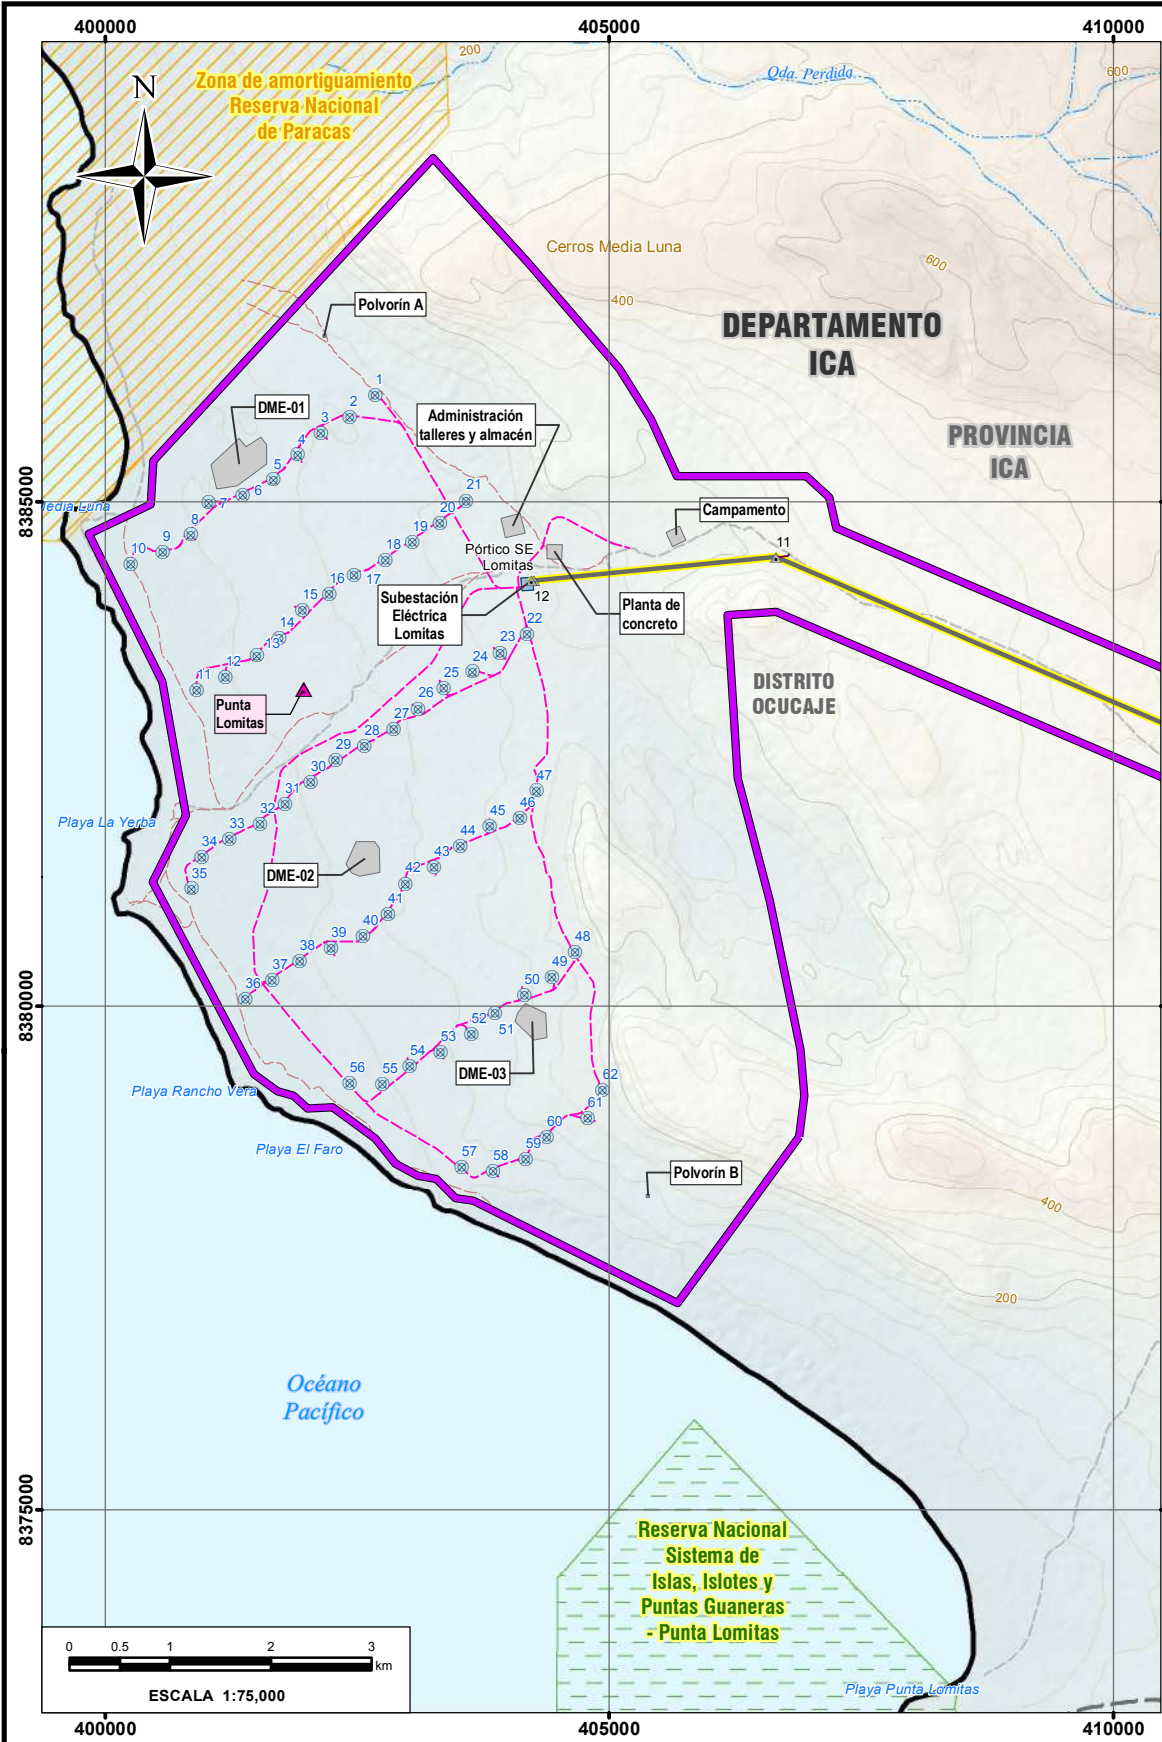 400000
405000
410000
200
Qda. Perdida
600
Zona de amortiguamiento
Reserva Nacional
de Paracas
N
Cerros Media Luna
600
400
Polvorín A
DEPARTAMENTO
ICA
1
2
3
4
5
6
7
8
9
10
DME-01
Administración
talleres y almacén
PROVINCIA
ICA
8385000
edia Luna
21
20
19
18
17
16
15
14
13
12
11
Campamento
11
Pórtico SE
Lomitas
12
Subestación
Eléctrica
Lomitas
Planta de
concreto
22
23
24
25
26
27
28
29
30
31
32
33
34
35
Punta
Lomitas
DISTRITO
OCUCAJE
Playa La Yerba
47
46
45
44
43
42
41
40
39
38
37
36
DME-02
48
49
50
51
52
53
54
55
56
8380000
DME-03
62
61
60
59
58
57
Playa Rancho Vera
Playa El Faro
Polvorín B
400
200
Océano
Pacífico
8375000
Reserva Nacional
Sistema de
Islas, Islotes y
Puntas Guaneras
- Punta Lomitas
0 0.5 1 2 3
km
ESCALA 1:75,000
Playa Punta Lomitas
400000
405000
410000